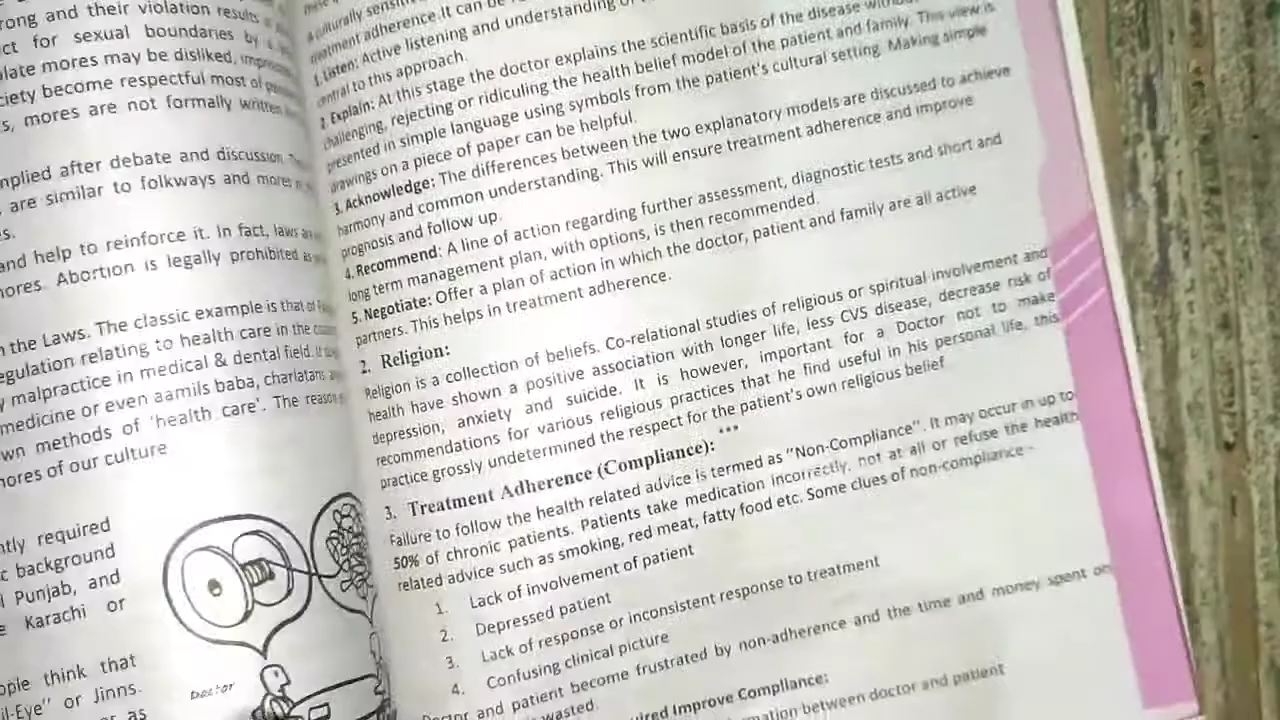 rong and their violation results
ct for sexual boundaries by
late mores may be disliked,
ciety become respectful most of
s, mores are not formally written
mplied after debate and discussion.
are similar to folkways and mores
es.
and help to reinforce it. In fact, laws
nores. Abortion is legally prohibited
n the Laws. The classic example is that of
egulation relating to health care in the
y malpractice in medical & dental field.
medicine or even aamils baba, charlatans
wn methods of 'health care'. The reason
nores of our culture
ntly required
c background
l Punjab, and
e Karachi or
ople think that
il-Eye" or Jinns.
or as
Doctor
culturally
treatment adherence. It can be
1. Listen: Active listening and understanding of
central to this approach.
2. Explain: At this stage the doctor explains the scientific basis of the disease
challenging, rejecting or ridiculing the health belief model of the patient and family. This view is
presented in simple language using symbols from the patient's cultural setting. Making simple
drawings on a piece of paper can be helpful.
3. Acknowledge: The differences between the two explanatory models are discussed to achieve
harmony and common understanding. This will ensure treatment adherence and improve
prognosis and follow up.
4. Recommend: A line of action regarding further assessment, diagnostic tests and short and
long term management plan, with options, is then recommended.
5. Negotiate: Offer a plan of action in which the doctor, patient and family are all active
partners. This helps in treatment adherence.
2. Religion:
Religion is a collection of beliefs. Co-relational studies of religious or spiritual involvement and
health have shown a positive association with longer life, less CVS disease, decrease risk of
depression, anxiety and suicide. It is however, important for a Doctor not to make
recommendations for various religious practices that he find useful in his personal life, this
practice grossly undetermined the respect for the patient's own religious belief
3. Treatment Adherence (Compliance): ***
Failure to follow the health related advice is termed as "Non-Compliance". It may occur in up to
50% of chronic patients. Patients take medication incorrectly, not at all or refuse the health
related advice such as smoking, red meat, fatty food etc. Some clues of non-compliance -
1. Lack of involvement of patient
2. Depressed patient
3. Lack of response or inconsistent response to treatment
4. Confusing clinical picture
Doctor and patient become frustrated by non-adherence and the time and money spent on
wasted.
ired Improve Compliance:
mation between doctor and patient